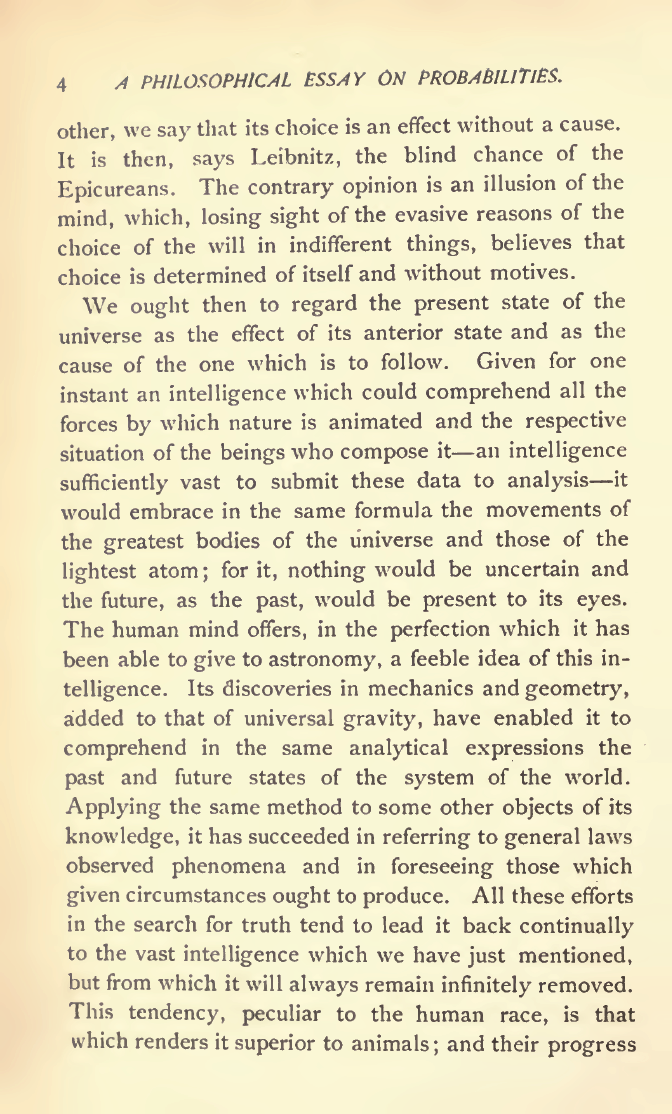 4 A PHILOSOPHICAL ESSAY ON PROBABILITIES.
other, we say that its choice is an effect without a cause.
It is then, says Leibnitz, the blind chance of the
Epicureans. The contrary opinion is an illusion of the
mind, which, losing sight of the evasive reasons of the
choice of the will in indifferent things, believes that
choice is determined of itself and without motives.
We ought then to regard the present state of the
universe as the effect of its anterior state and as the
cause of the one which is to follow. Given for one
instant an intelligence which could comprehend all the
forces by which nature is animated and the respective
situation of the beings who compose it—an intelligence
sufficiently vast to submit these data to analysis—it
would embrace in the same formula the movements of
the greatest bodies of the universe and those of the
lightest atom; for it, nothing would be uncertain and
the future, as the past, would be present to its eyes.
The human mind offers, in the perfection which it has
been able to give to astronomy, a feeble idea of this in-
telligence. Its discoveries in mechanics and geometry,
added to that of universal gravity, have enabled it to
comprehend in the same analytical expressions the
past and future states of the system of the world.
Applying the same method to some other objects of its
knowledge, it has succeeded in referring to general laws
observed phenomena and in foreseeing those which
given circumstances ought to produce. All these efforts
in the search for truth tend to lead it back continually
to the vast intelligence which we have just mentioned,
but from which it will always remain infinitely removed.
This tendency, peculiar to the human race, is that
which renders it superior to animals; and their progress